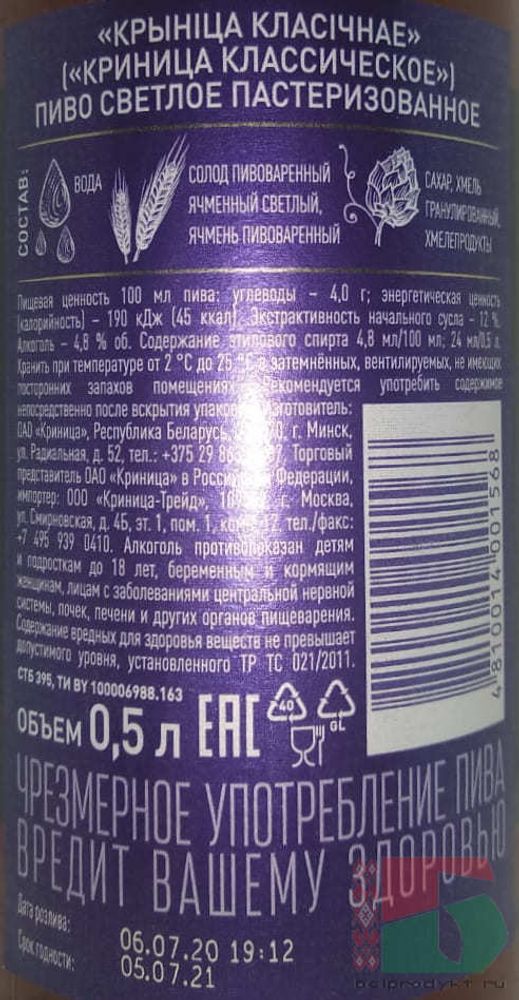 «КРЫНІЦА КЛАСІЧНАЕ»
(«КРИНИЦА КЛАССИЧЕСКОЕ»)
ПИВО СВЕТЛОЕ ПАСТЕРИЗОВАННОЕ
СОСТАВ:
ВОДА
СОЛОД ПИВОВАРЕННЫЙ
ЯЧМЕННЫЙ СВЕТЛЫЙ,
ЯЧМЕНЬ ПИВОВАРЕННЫЙ
САХАР, ХМЕЛЬ
ГРАНУЛИРОВАННЫЙ,
ХМЕЛЕПРОДУКТЫ
Пищевая ценность 100 мл пива: углеводы – 4,0 г; энергетическая ценность
(калорийность) – 190 кДж (45 ккал). Экстрактивность начального сусла – 12 %.
Алкоголь – 4,8 % об. Содержание этилового спирта 4,8 мл/100 мл; 24 мл/0,5 л.
Хранить при температуре от 2 °С до 25 °С в затемнённых, вентилируемых, не имеющих
посторонних запахов помещениях. Рекомендуется употребить содержимое
непосредственно после вскрытия упаковки. Изготовитель:
ОАО «Криница», Республика Беларусь, г. Минск,
ул. Радиальная, д. 52, тел.: +375 29 Торговый
представитель ОАО «Криница» в Российской Федерации,
импортер: ООО «Криница-Трейд», г. Москва,
ул. Смирновская, д. 4Б, эт. 1, пом. 1, тел./факс:
+7 495 939 0410. Алкоголь противопоказан детям
и подросткам до 18 лет, беременным и кормящим
женщинам, лицам с заболеваниями центральной нервной
системы, почек, печени и других органов пищеварения.
Содержание вредных для здоровья веществ не превышает
допустимого уровня, установленного ТР ТС 021/2011.
СТБ 395, ТИ BY 100006988.163
ОБЪЕМ 0,5 л
EAC
40
GL
4810014001568
ЧРЕЗМЕРНОЕ УПОТРЕБЛЕНИЕ ПИВА
ВРЕДИТ ВАШЕМУ ЗДОРОВЬЮ
Дата розлива:
06.07.20 19:12
Срок годности:
05.07.21
belprodykt.ru